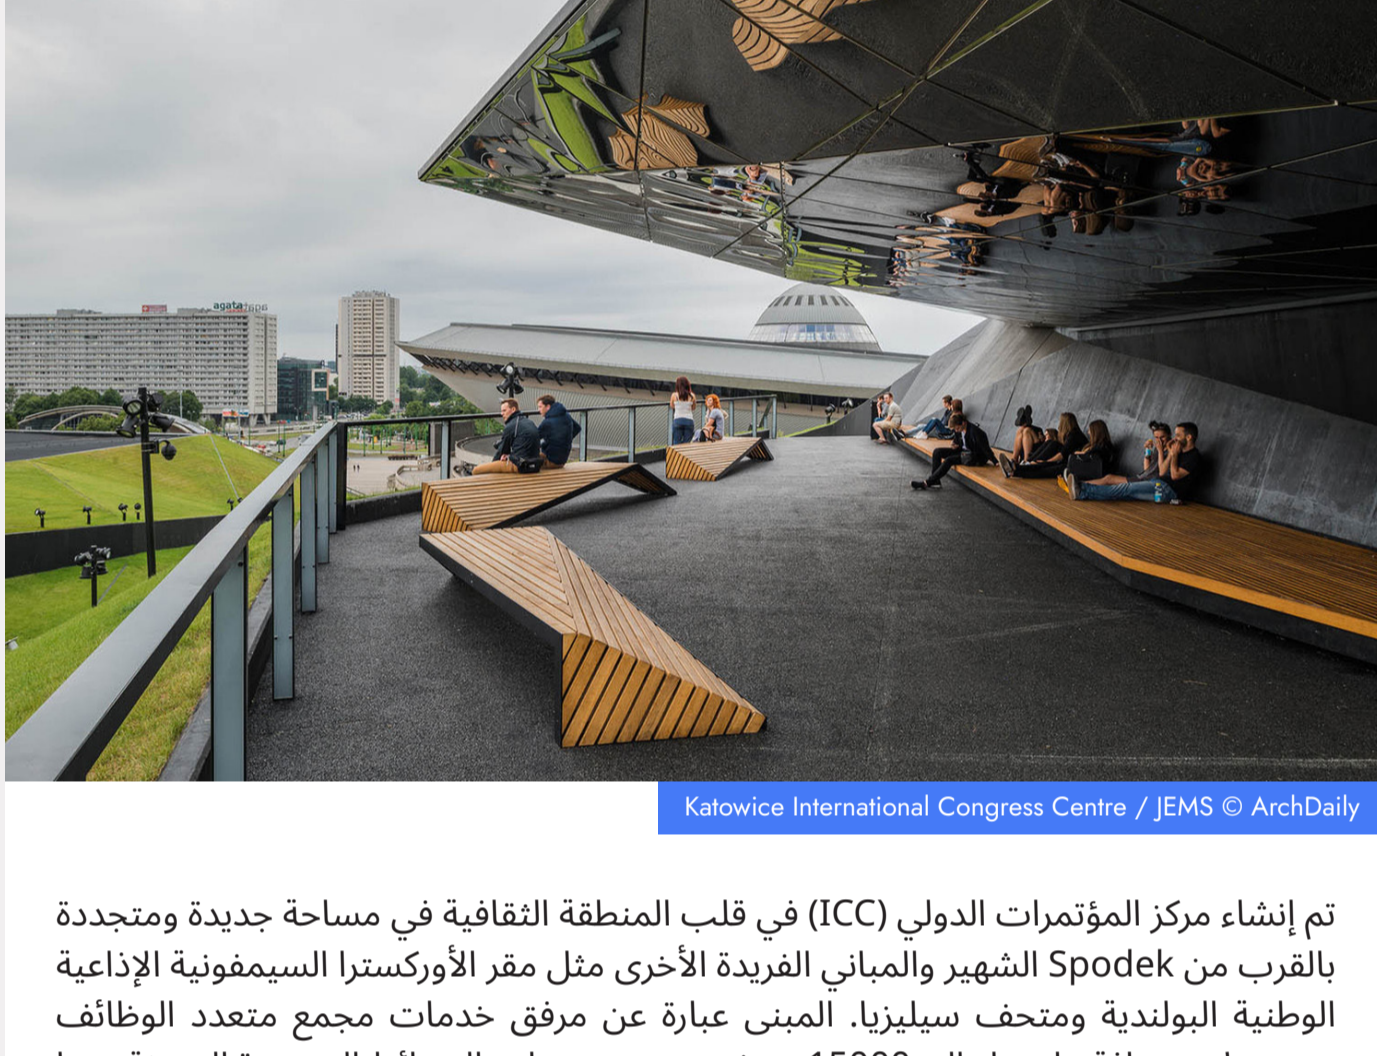 agata
Katowice International Congress Centre / JEMS © ArchDaily
تم إنشاء مركز المؤتمرات الدولي (ICC) في قلب المنطقة الثقافية في مساحة جديدة ومتجددة
بالقرب من Spodek الشهير والمباني الفريدة الأخرى مثل مقر الأوركسترا السيمفونية الإذاعية
الوطنية البولندية ومتحف سيليزيا. المبنى عبارة عن مرفق خدمات مجمع متعدد الوظائف